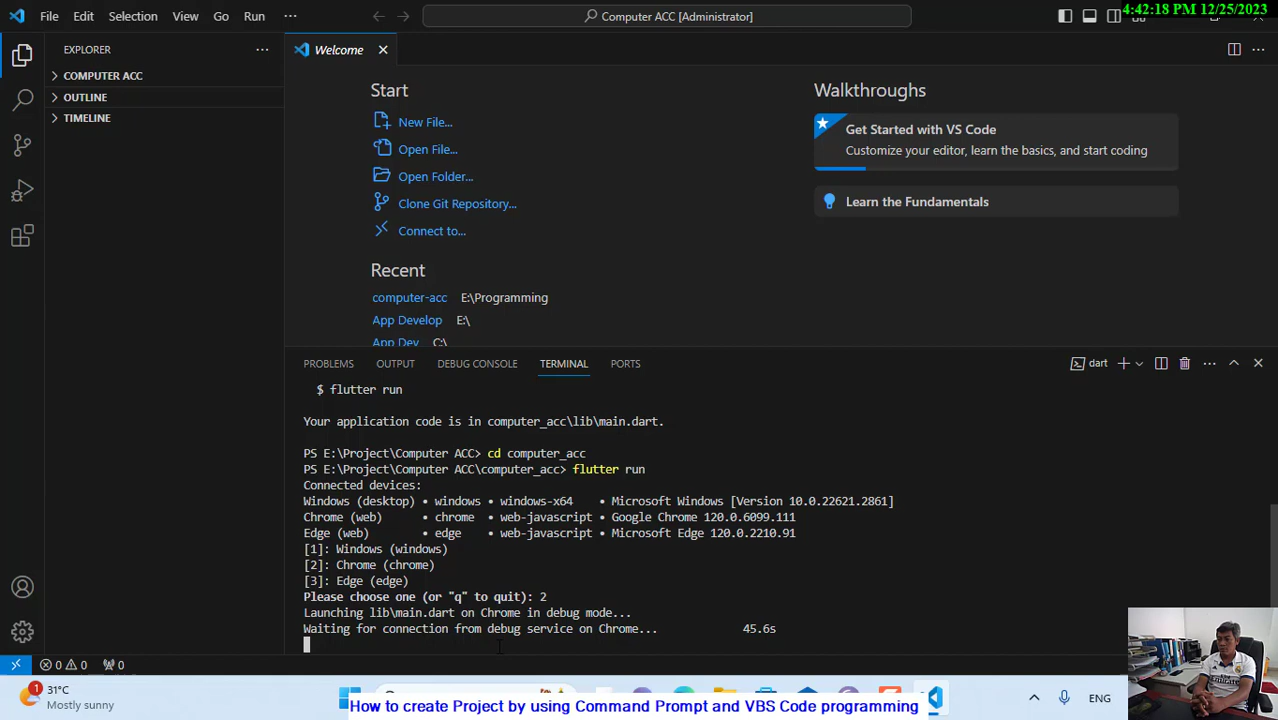 File Edit Selection View Go Run ··· Computer ACC [Administrator]
4:42:18 PM 12/25/2023
EXPLORER ···
COMPUTER ACC
OUTLINE
TIMELINE
Welcome
Start
New File...
Open File...
Open Folder...
Clone Git Repository...
Connect to...
Recent
computer-acc E:\Programming
App Develop E:\
App Dev C:\
Walkthroughs
Get Started with VS Code
Customize your editor, learn the basics, and start coding
Learn the Fundamentals
PROBLEMS OUTPUT DEBUG CONSOLE TERMINAL PORTS dart
$ flutter run
Your application code is in computer_acc\lib\main.dart.
PS E:\Project\Computer ACC> cd computer_acc
PS E:\Project\Computer ACC\computer_acc> flutter run
Connected devices:
Windows (desktop) • windows • windows-x64 • Microsoft Windows [Version 10.0.22621.2861]
Chrome (web) • chrome • web-javascript • Google Chrome 120.0.6099.111
Edge (web) • edge • web-javascript • Microsoft Edge 120.0.2210.91
[1]: Windows (windows)
[2]: Chrome (chrome)
[3]: Edge (edge)
Please choose one (or "q" to quit): 2
Launching lib\main.dart on Chrome in debug mode...
Waiting for connection from debug service on Chrome... 45.6s
0 0 0
1
31°C
Mostly sunny
How to create Project by using Command Prompt and VBS Code programming
ENG